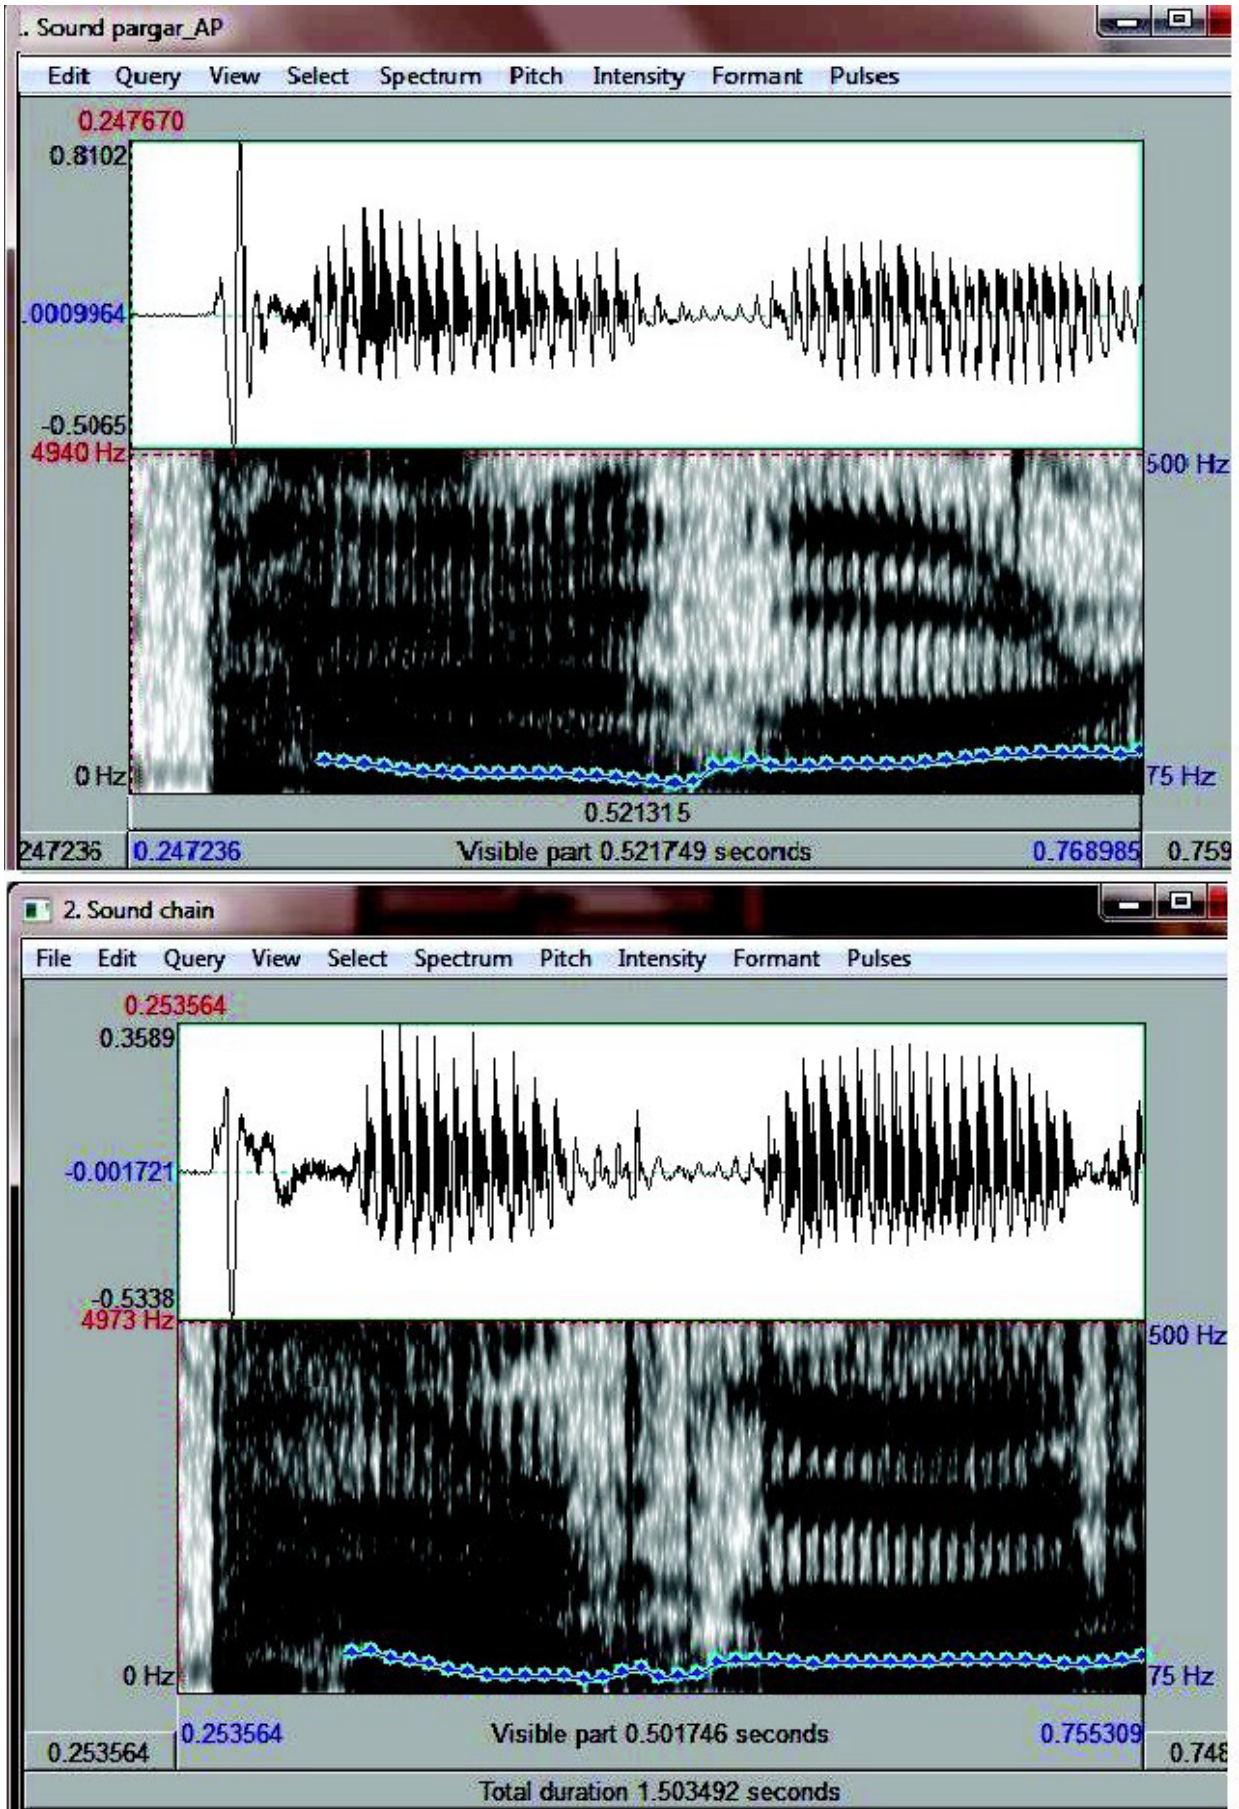 . Sound pargar_AP
Edit Query View Select Spectrum Pitch Intensity Formant Pulses
0.247670
0.8102
.0009964
-0.5065
4940 Hz
500 Hz
0 Hz
75 Hz
0.521315
247236 0.247236 Visible part 0.521749 seconds 0.768985 0.759
2. Sound chain
File Edit Query View Select Spectrum Pitch Intensity Formant Pulses
0.253564
0.3589
-0.001721
-0.5338
4973 Hz
500 Hz
0 Hz
75 Hz
0.253564 Visible part 0.501746 seconds 0.755309
0.253564 0.748
Total duration 1.503492 seconds